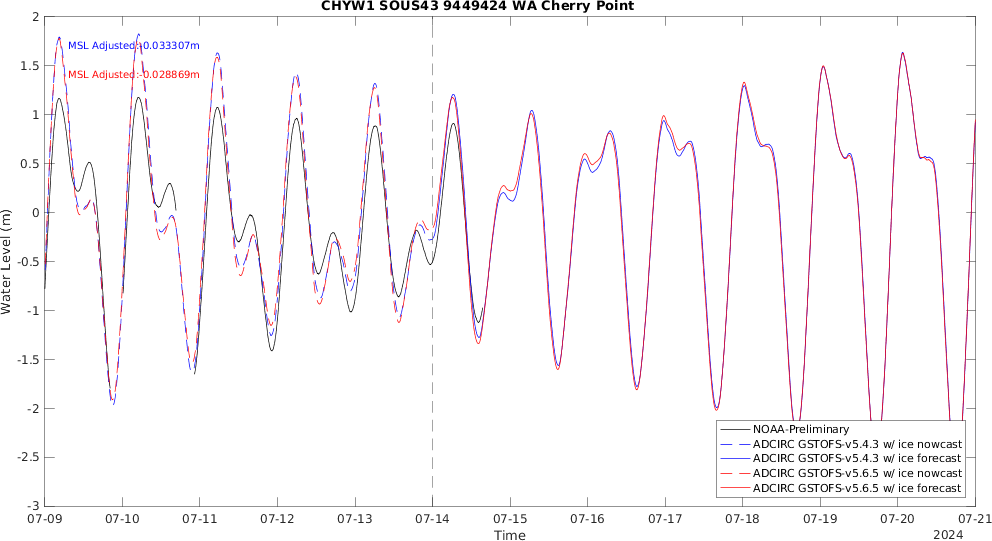 CHYW1 SOUS43 9449424 WA Cherry Point
MSL Adjusted:-0.033307m
MSL Adjusted:-0.028869m
Water Level (m)
2
1.5
1
0.5
0
-0.5
-1
-1.5
-2
-2.5
-3
NOAA-Preliminary
ADCIRC GSTOFS-v5.4.3 w/ ice nowcast
ADCIRC GSTOFS-v5.4.3 w/ ice forecast
ADCIRC GSTOFS-v5.6.5 w/ ice nowcast
ADCIRC GSTOFS-v5.6.5 w/ ice forecast
07-09 07-10 07-11 07-12 07-13 07-14 07-15 07-16 07-17 07-18 07-19 07-20 07-21
Time
2024